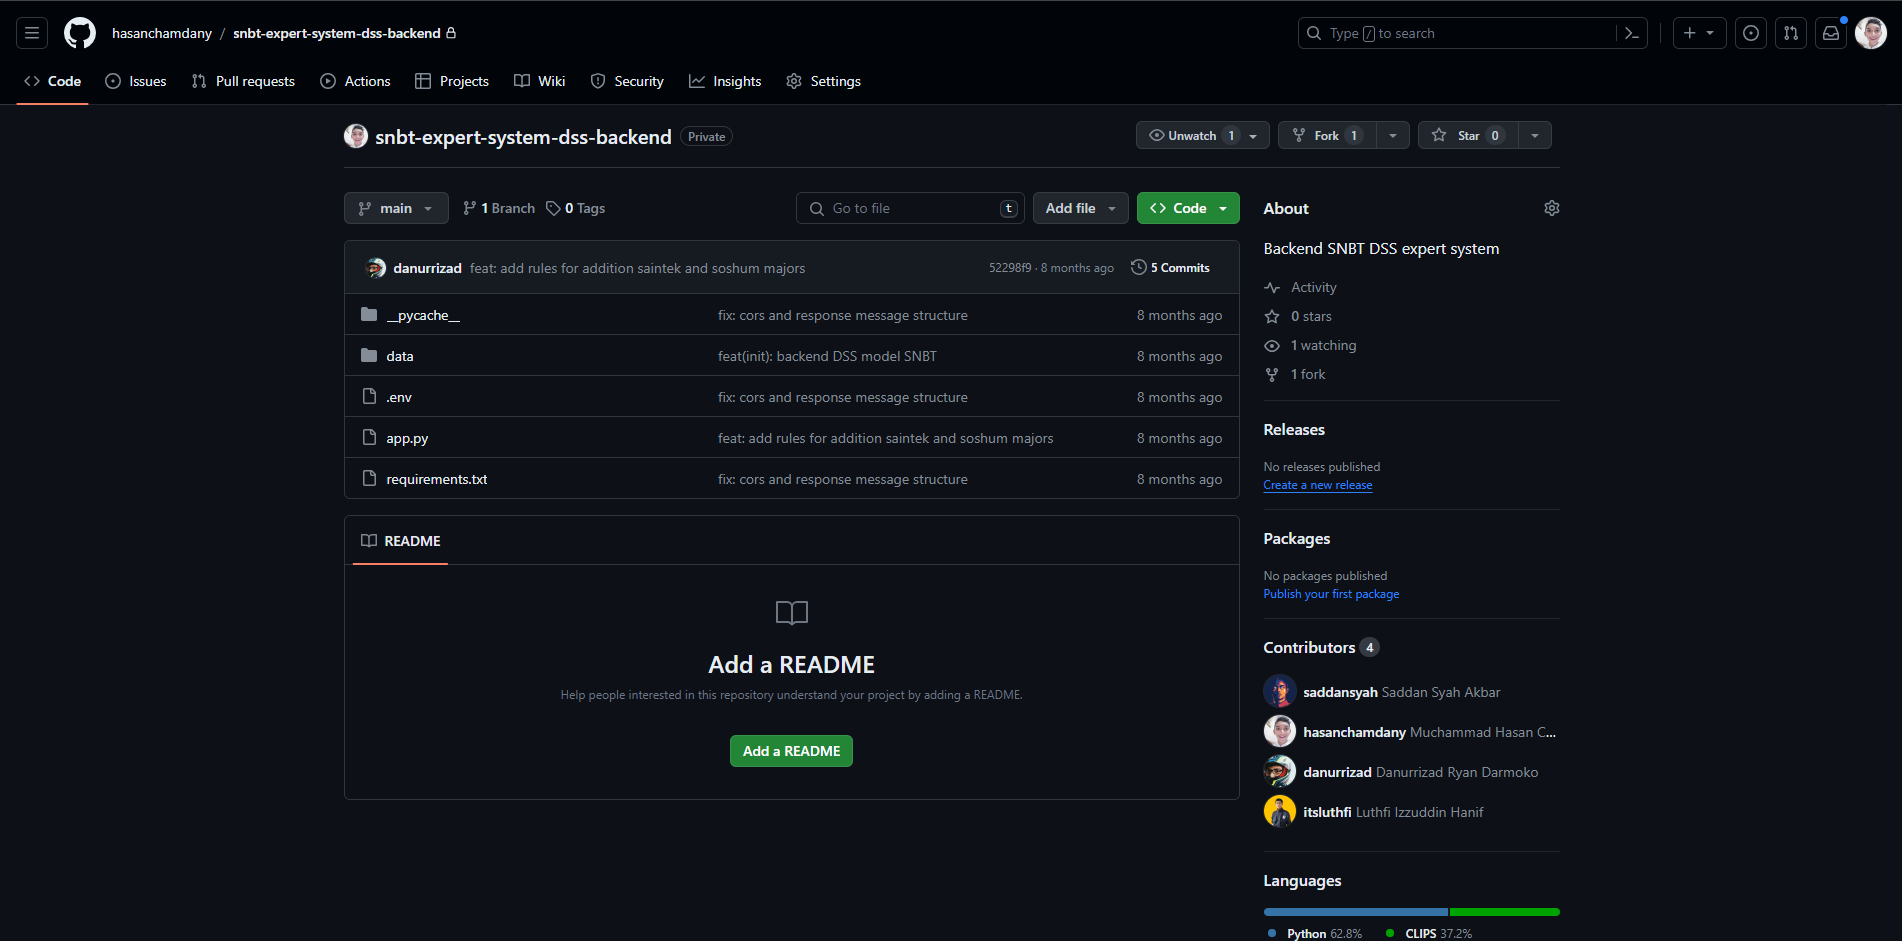 hasanchamdany / snbt-expert-system-dss-backend
Type / to search
Code Issues Pull requests Actions Projects Wiki Security Insights Settings
snbt-expert-system-dss-backend Private
Unwatch 1 Fork 1 Star 0
main 1 Branch 0 Tags
Go to file t Add file Code
danurrizad feat: add rules for addition saintek and soshum majors 52298f9 · 8 months ago 5 Commits
__pycache__ fix: cors and response message structure 8 months ago
data feat(init): backend DSS model SNBT 8 months ago
.env fix: cors and response message structure 8 months ago
app.py feat: add rules for addition saintek and soshum majors 8 months ago
requirements.txt fix: cors and response message structure 8 months ago
README
Add a README
Help people interested in this repository understand your project by adding a README.
Add a README
About
Backend SNBT DSS expert system
Activity
0 stars
1 watching
1 fork
Releases
No releases published
Create a new release
Packages
No packages published
Publish your first package
Contributors 4
saddansyah Saddan Syah Akbar
hasanchamdany Muchammad Hasan C...
danurrizad Danurrizad Ryan Darmoko
itsluthfi Luthfi Izzuddin Hanif
Languages
Python 62.8% CLIPS 37.2%